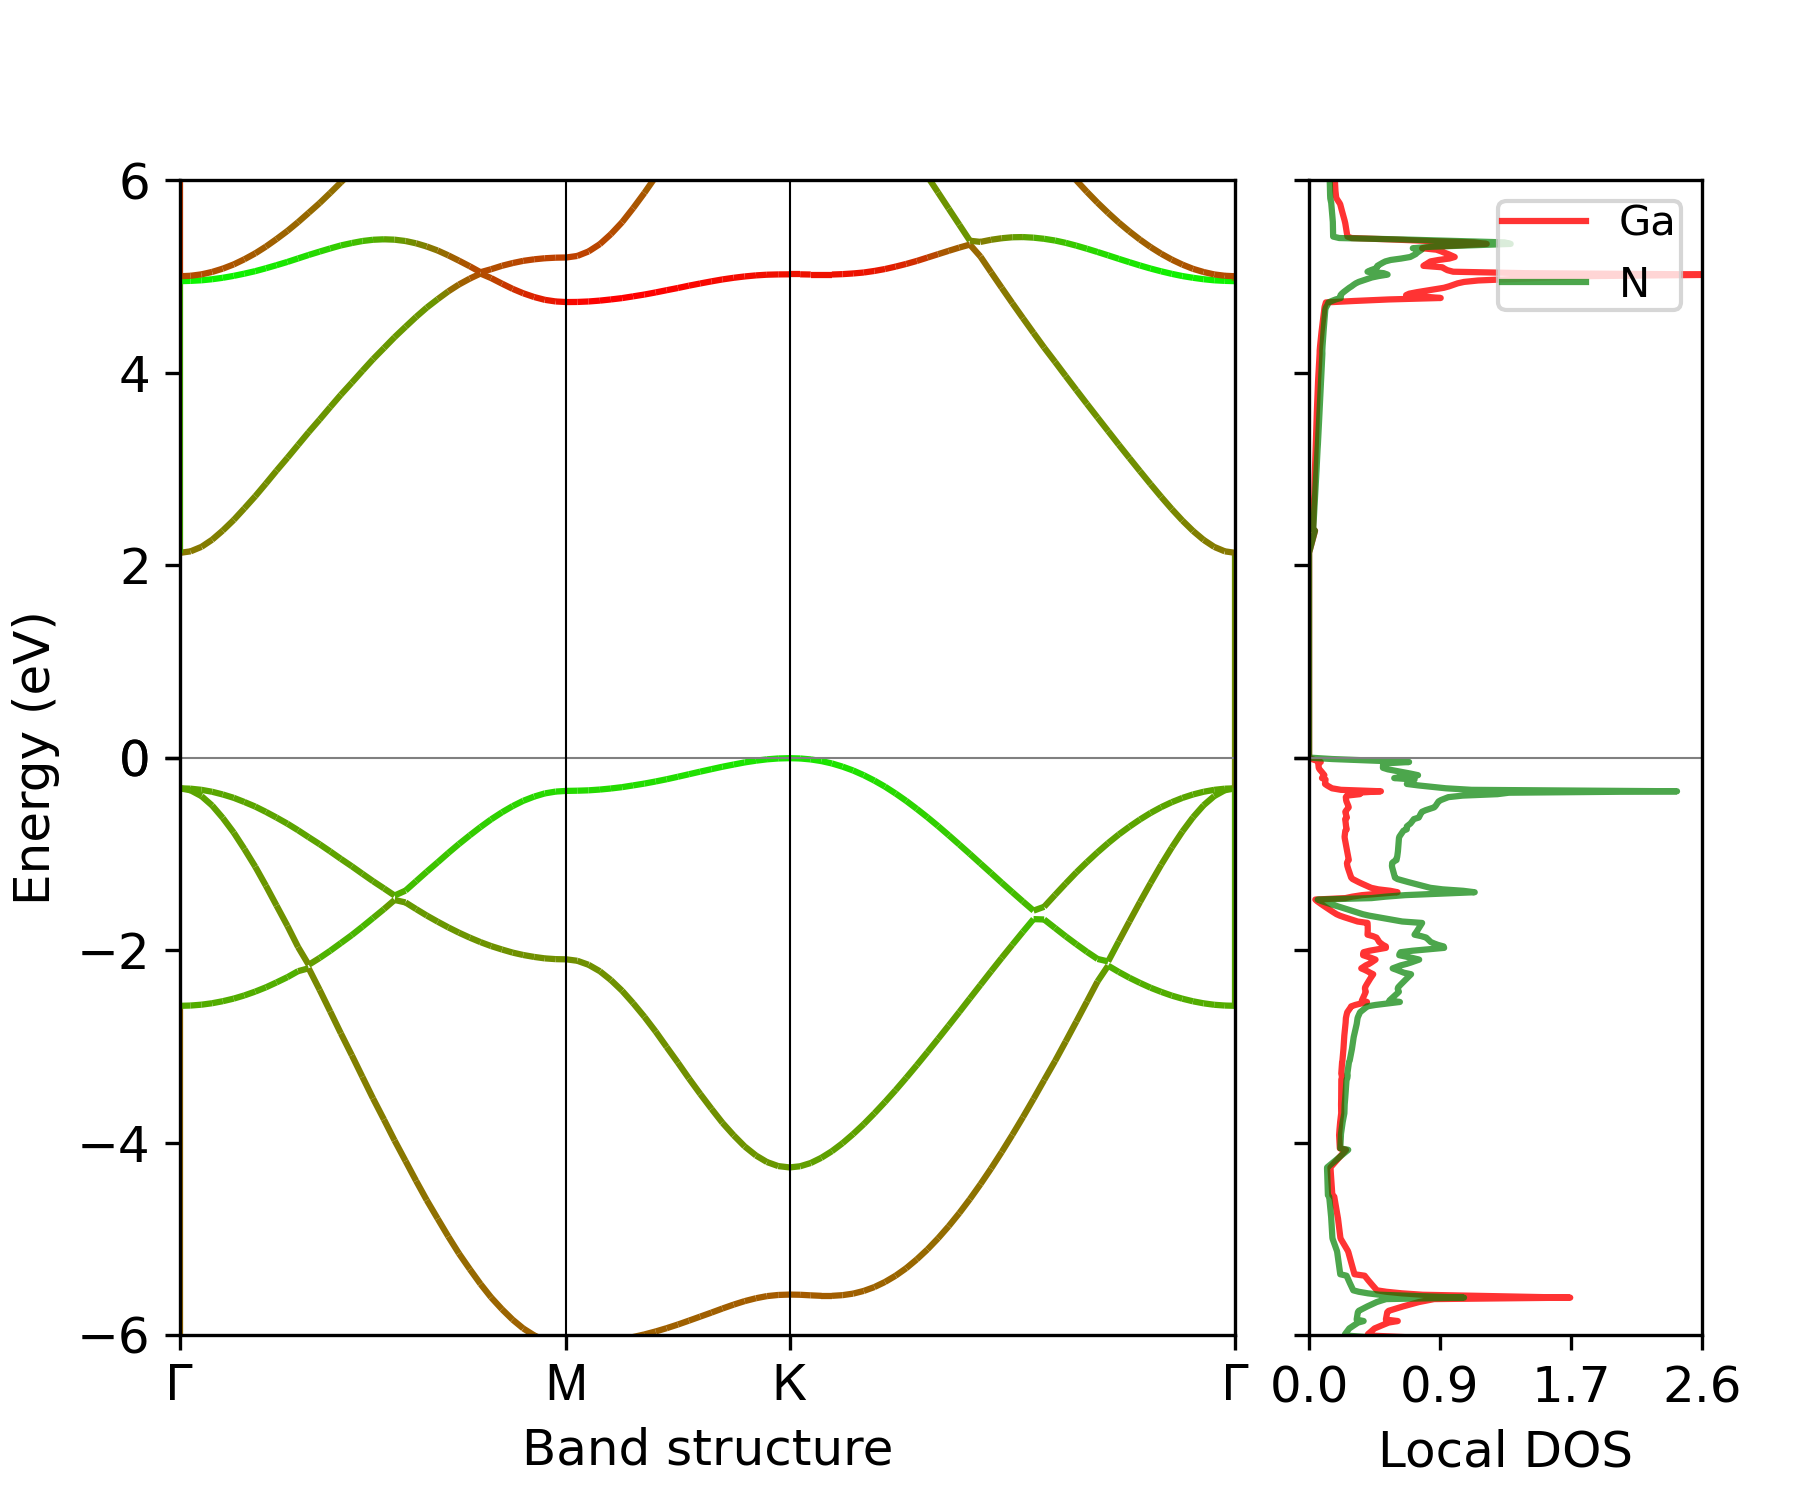 6
4
2
0
−2
−4
−6
Energy (eV)
Γ M K Γ
Band structure
Ga
N
0.0 0.9 1.7 2.6
Local DOS